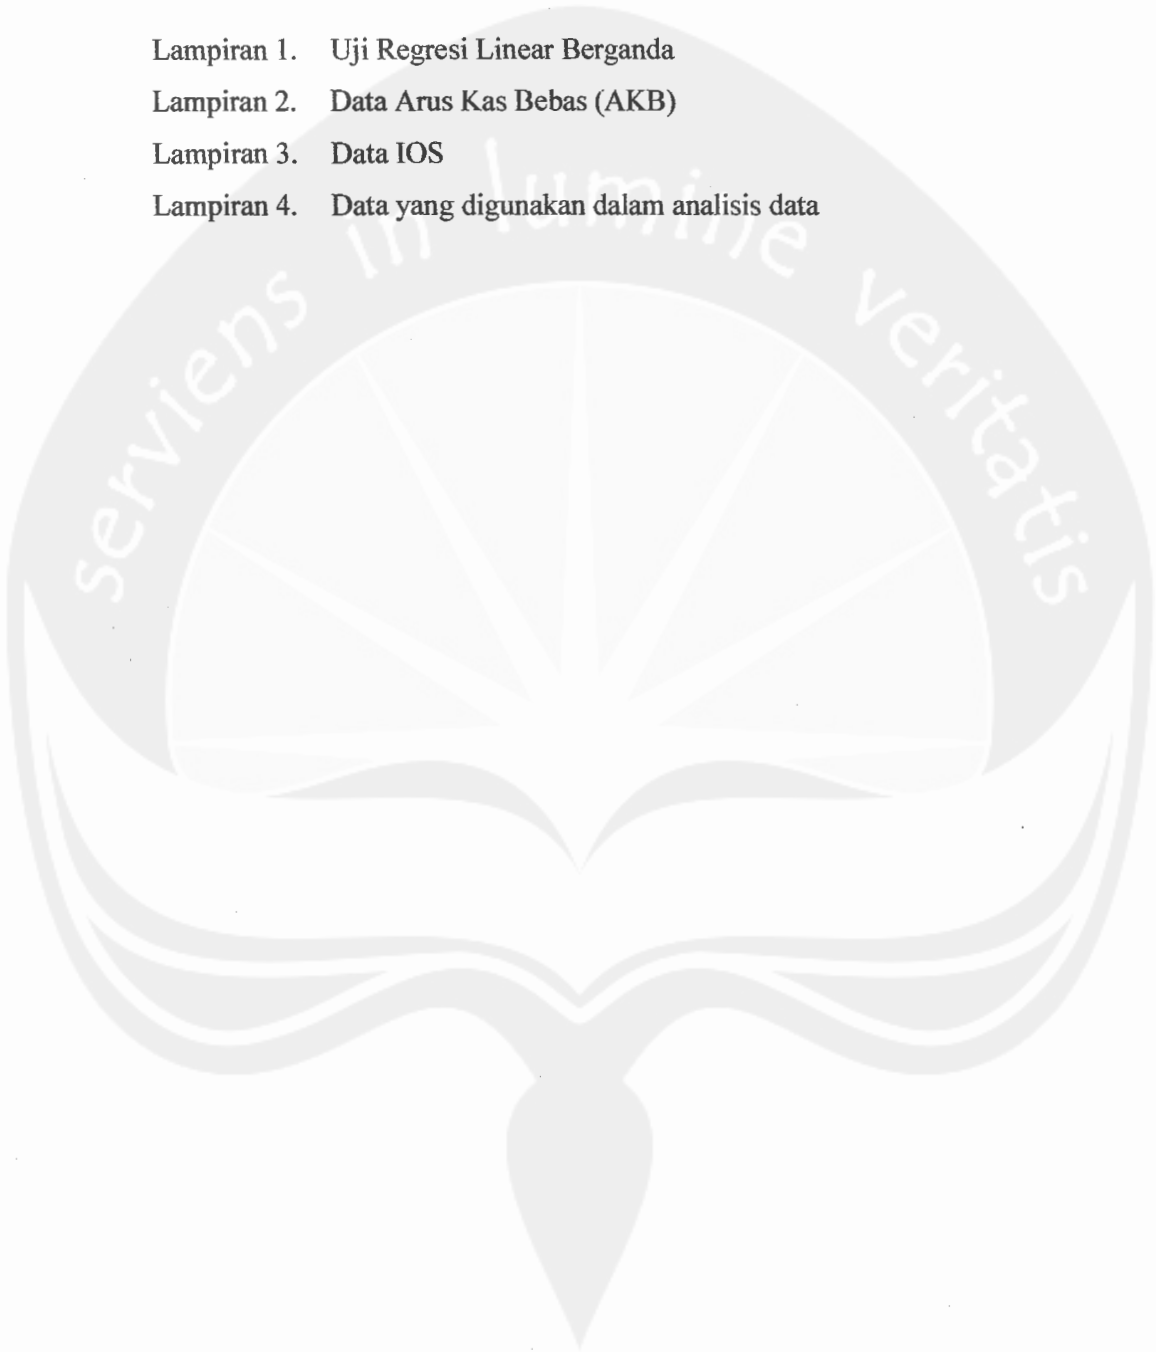 Lampiran 1. Uji Regresi Linear Berganda
Lampiran 2. Data Arus Kas Bebas (AKB)
Lampiran 3. Data IOS
Lampiran 4. Data yang digunakan dalam analisis data
serviens in lumine veritatis